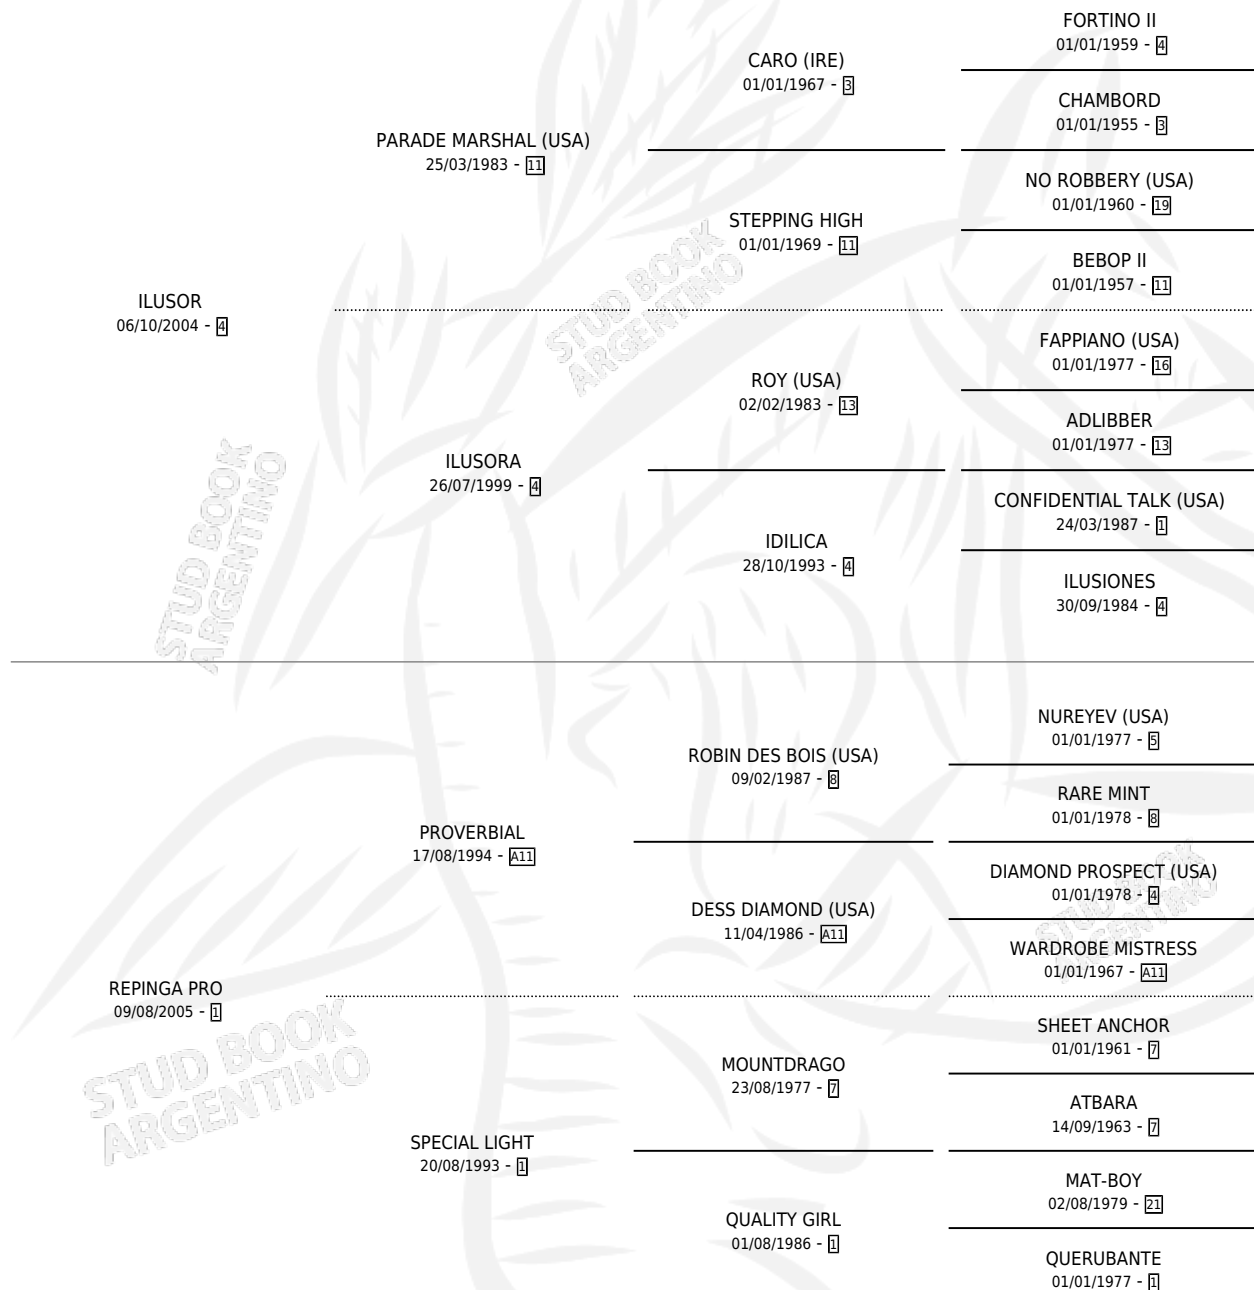 FORTINO II
01/01/1959 - 4
CARO (IRE)
01/01/1967 - 3
CHAMBORD
01/01/1955 - 3
PARADE MARSHAL (USA)
25/03/1983 - 11
NO ROBBERY (USA)
01/01/1960 - 19
STEPPING HIGH
01/01/1969 - 11
BEBOP II
01/01/1957 - 11
ILUSOR
06/10/2004 - 4
FAPPIANO (USA)
01/01/1977 - 16
ROY (USA)
02/02/1983 - 13
ADLIBBER
01/01/1977 - 13
ILUSORA
26/07/1999 - 4
CONFIDENTIAL TALK (USA)
24/03/1987 - 1
IDILICA
28/10/1993 - 4
ILUSIONES
30/09/1984 - 4
NUREYEV (USA)
01/01/1977 - 5
ROBIN DES BOIS (USA)
09/02/1987 - 8
RARE MINT
01/01/1978 - 8
PROVERBIAL
17/08/1994 - A11
DIAMOND PROSPECT (USA)
01/01/1978 - 4
DESS DIAMOND (USA)
11/04/1986 - A11
WARDROBE MISTRESS
01/01/1967 - A11
REPINGA PRO
09/08/2005 - 1
SHEET ANCHOR
01/01/1961 - 7
MOUNTDRAGO
23/08/1977 - 7
ATBARA
14/09/1963 - 7
SPECIAL LIGHT
20/08/1993 - 1
MAT-BOY
02/08/1979 - 21
QUALITY GIRL
01/08/1986 - 1
QUERUBANTE
01/01/1977 - 1
STUD BOOK
ARGENTINO
STUD BOOK
ARGENTINO
STUD BOOK
ARGENTINO
STUD BOOK
ARGENTINO